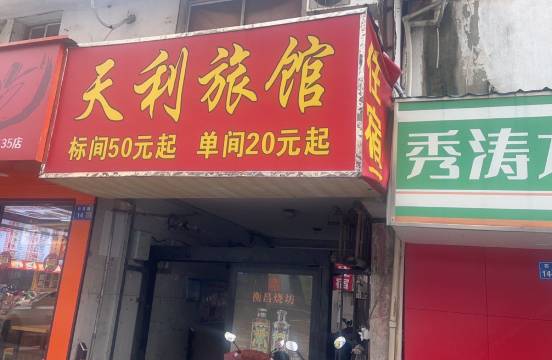 天利旅馆
标间50元起 单间20元起
住宿
35店
秀涛
衡昌烧坊